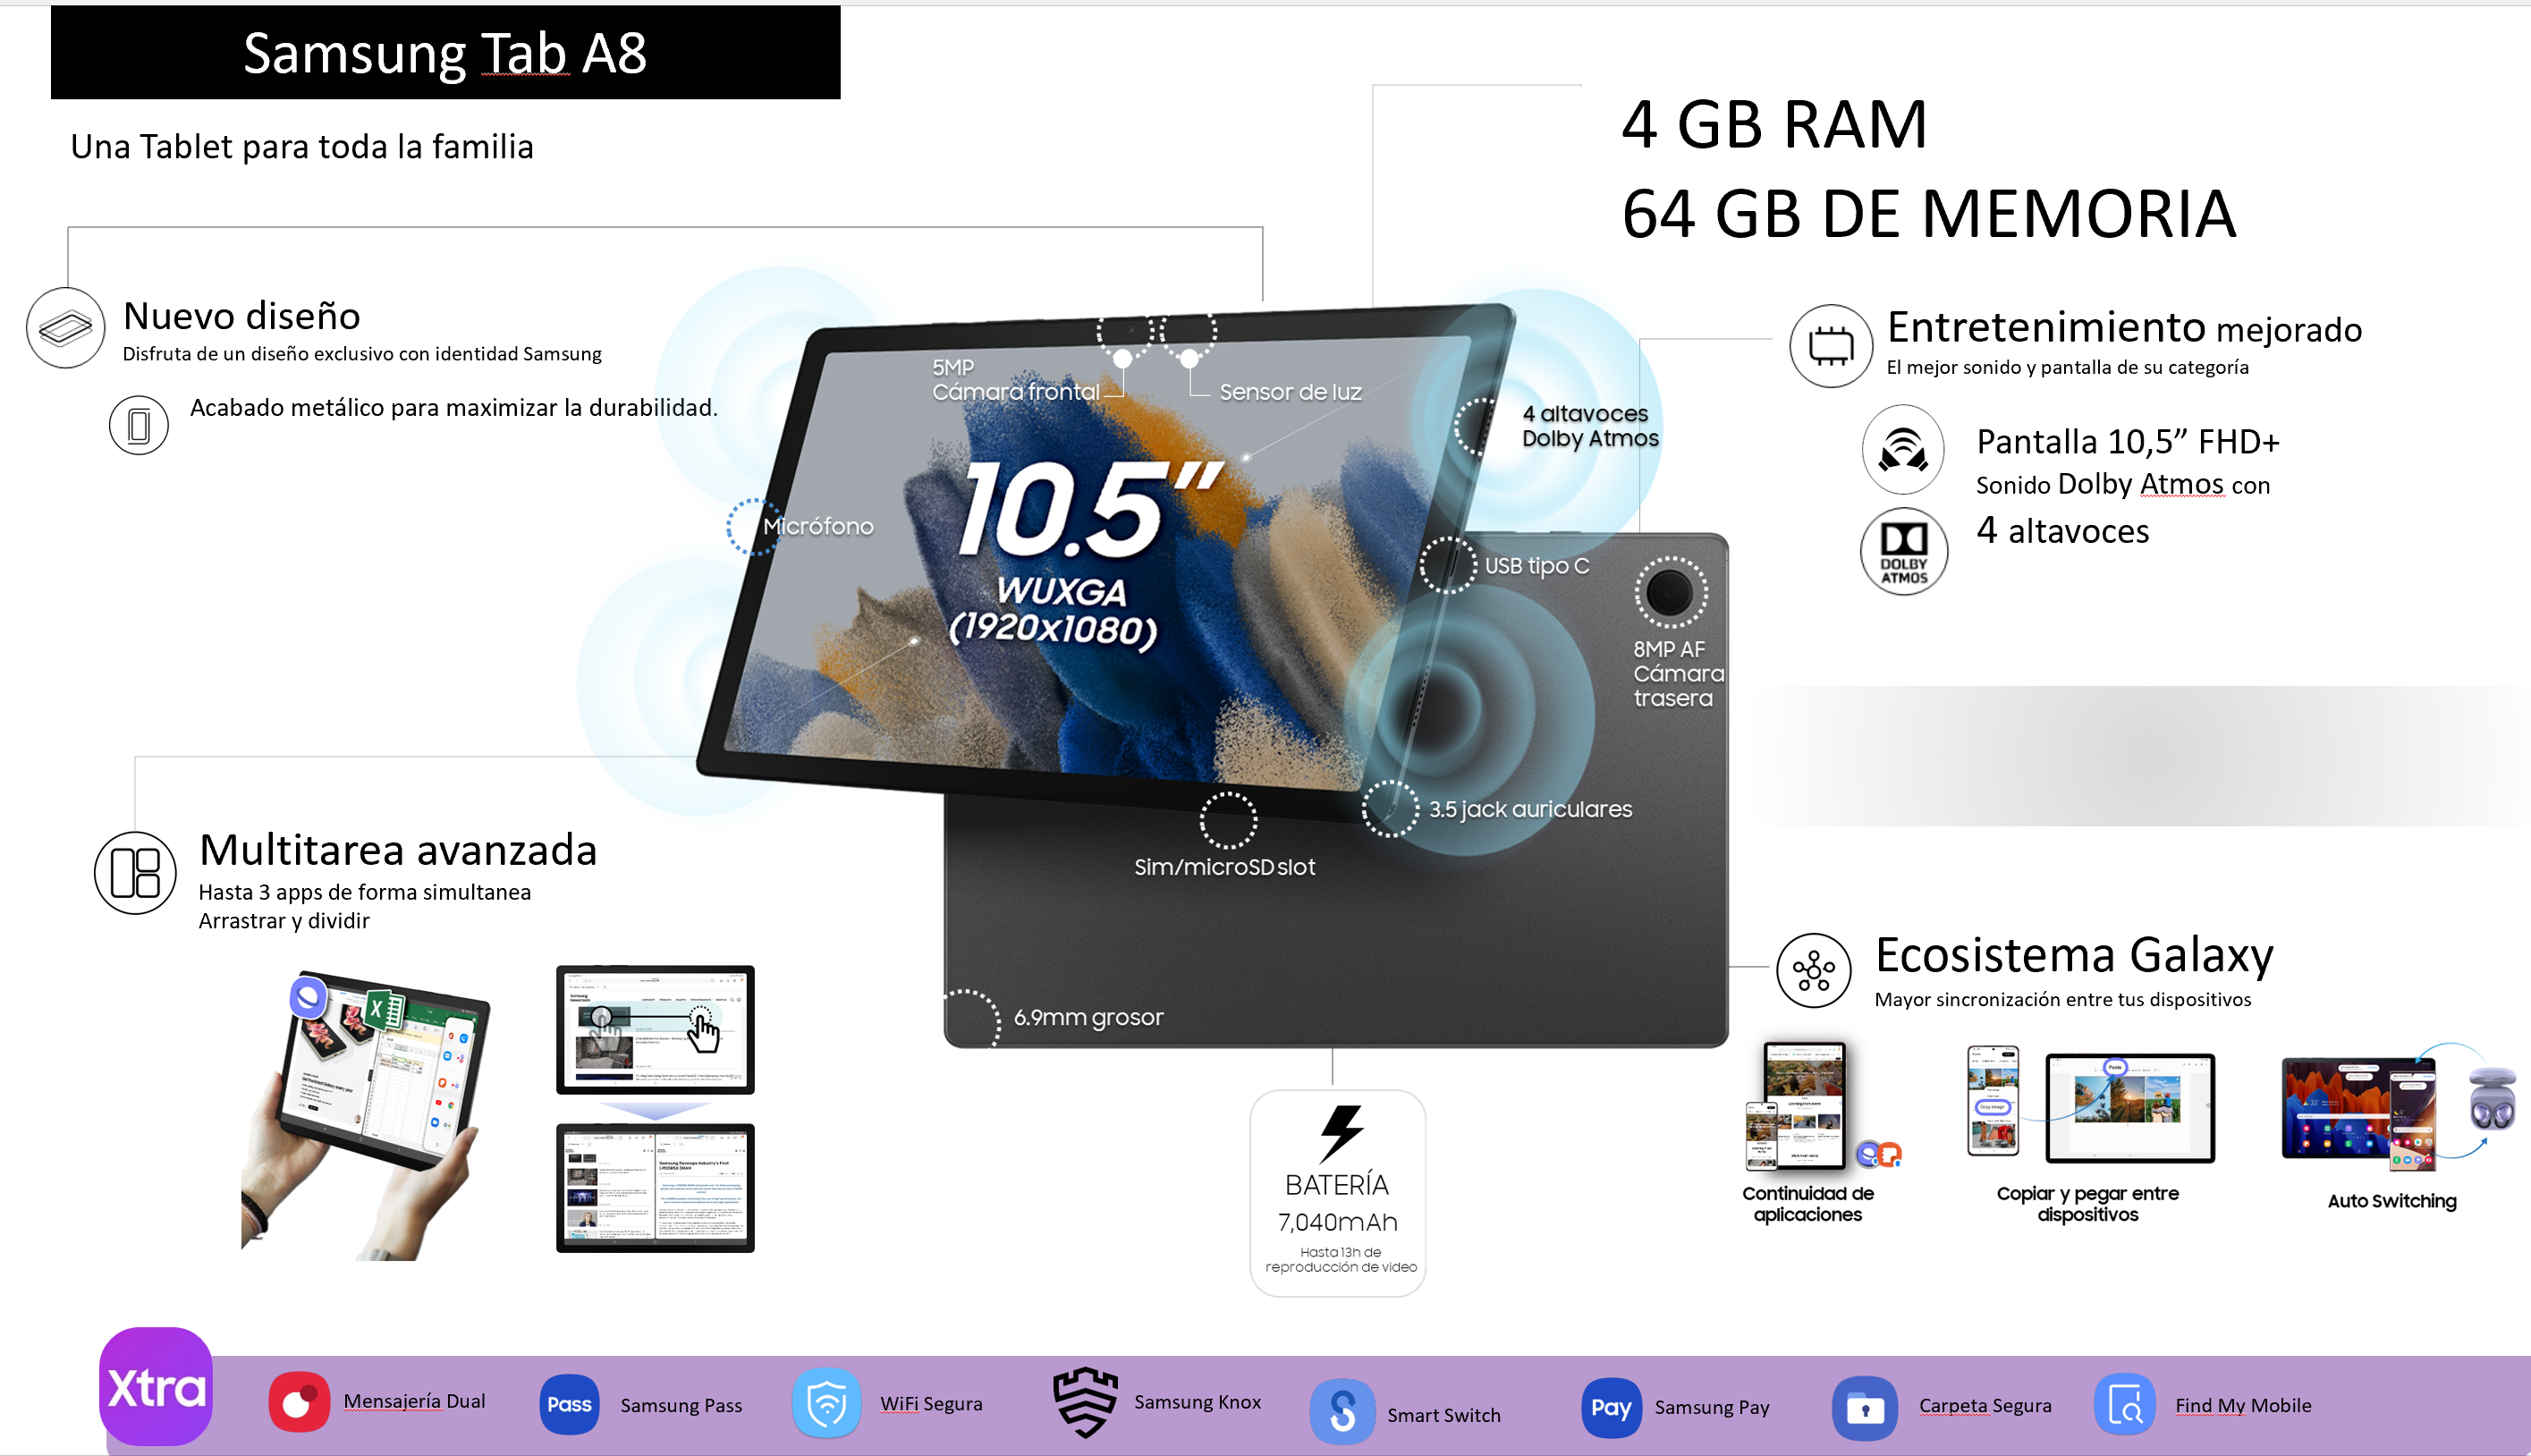 Samsung Tab A8
Una Tablet para toda la familia
4 GB RAM
64 GB DE MEMORIA
Nuevo diseño
Disfruta de un diseño exclusivo con identidad Samsung
Acabado metálico para maximizar la durabilidad.
Entretenimiento mejorado
El mejor sonido y pantalla de su categoría
Pantalla 10,5” FHD+
Sonido Dolby Atmos con
4 altavoces
DOLBY
ATMOS
5MP
Cámara frontal
Sensor de luz
4 altavoces
Dolby Atmos
10.5”
WUXGA
(1920x1080)
Micrófono
USB tipo C
8MP AF
Cámara
trasera
3.5 jack auriculares
Sim/microSD slot
6.9mm grosor
Multitarea avanzada
Hasta 3 apps de forma simultanea
Arrastrar y dividir
BATERÍA
7,040mAh
Hasta 13h de
reproducción de video
Ecosistema Galaxy
Mayor sincronización entre tus dispositivos
Copy image
Paste
Continuidad de
aplicaciones
Copiar y pegar entre
dispositivos
Auto Switching
Xtra
Mensajería Dual
Pass
Samsung Pass
WiFi Segura
Samsung Knox
Smart Switch
Pay
Samsung Pay
Carpeta Segura
Find My Mobile